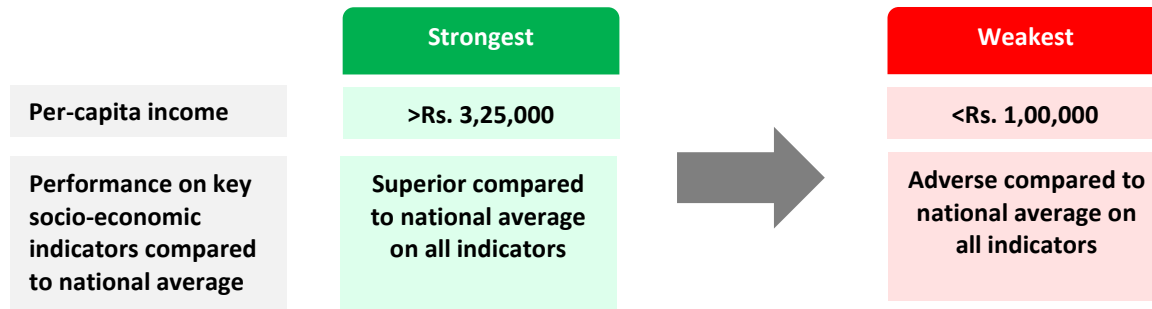 Strongest
Weakest
Per-capita income
>Rs. 3,25,000
<Rs. 1,00,000
Performance on key
socio-economic
indicators compared
to national average
Superior compared
to national average
on all indicators
Adverse compared to
national average on
all indicators